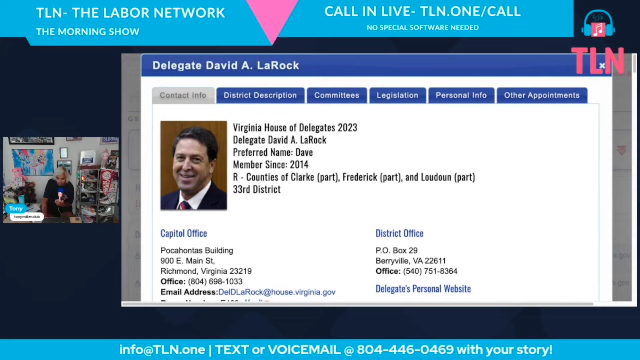 TLN- THE LABOR NETWORK
THE MORNING SHOW
CALL IN LIVE- TLN.ONE/CALL
NO SPECIAL SOFTWARE NEEDED
TLN
Delegate David A. LaRock
x
Contact Info
District Description
Committees
Legislation
Personal Info
Other Appointments
Virginia House of Delegates 2023
Delegate David A. LaRock
Preferred Name: Dave
Member Since: 2014
R - Counties of Clarke (part), Frederick (part), and Loudoun (part)
33rd District
Capitol Office
Pocahontas Building
900 E. Main St,
Richmond, Virginia 23219
Office: (804) 698-1033
Email Address:DelDLaRock@house.virginia.gov
District Office
P.O. Box 29
Berryville, VA 22611
Office: (540) 751-8364
Delegate's Personal Website
Tony
info@TLN.one | TEXT or VOICEMAIL @ 804-446-0469 with your story!